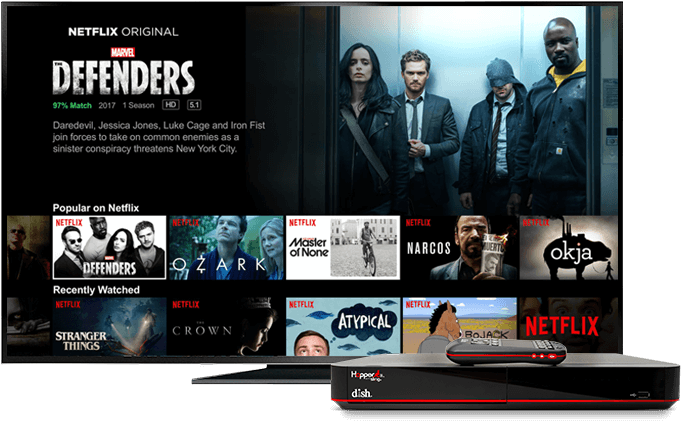 NETFLIX ORIGINAL
MARVEL
THE
DEFENDERS
97% Match 2017 1 Season HD 5.1
Daredevil, Jessica Jones, Luke Cage and Iron Fist
join forces to take on common enemies as a
sinister conspiracy threatens New York City.
Popular on Netflix
NETFLIX
DEFENDERS
NETFLIX
OZARK
NETFLIX
Master
of None
NETFLIX
NARCOS
NETFLIX
okja
Recently Watched
NETFLIX
STRANGER
THINGS
NETFLIX
THE
CROWN
NETFLIX
ATYPICAL
NETFLIX
BOJACK
NETFLIX
Hopper
dish